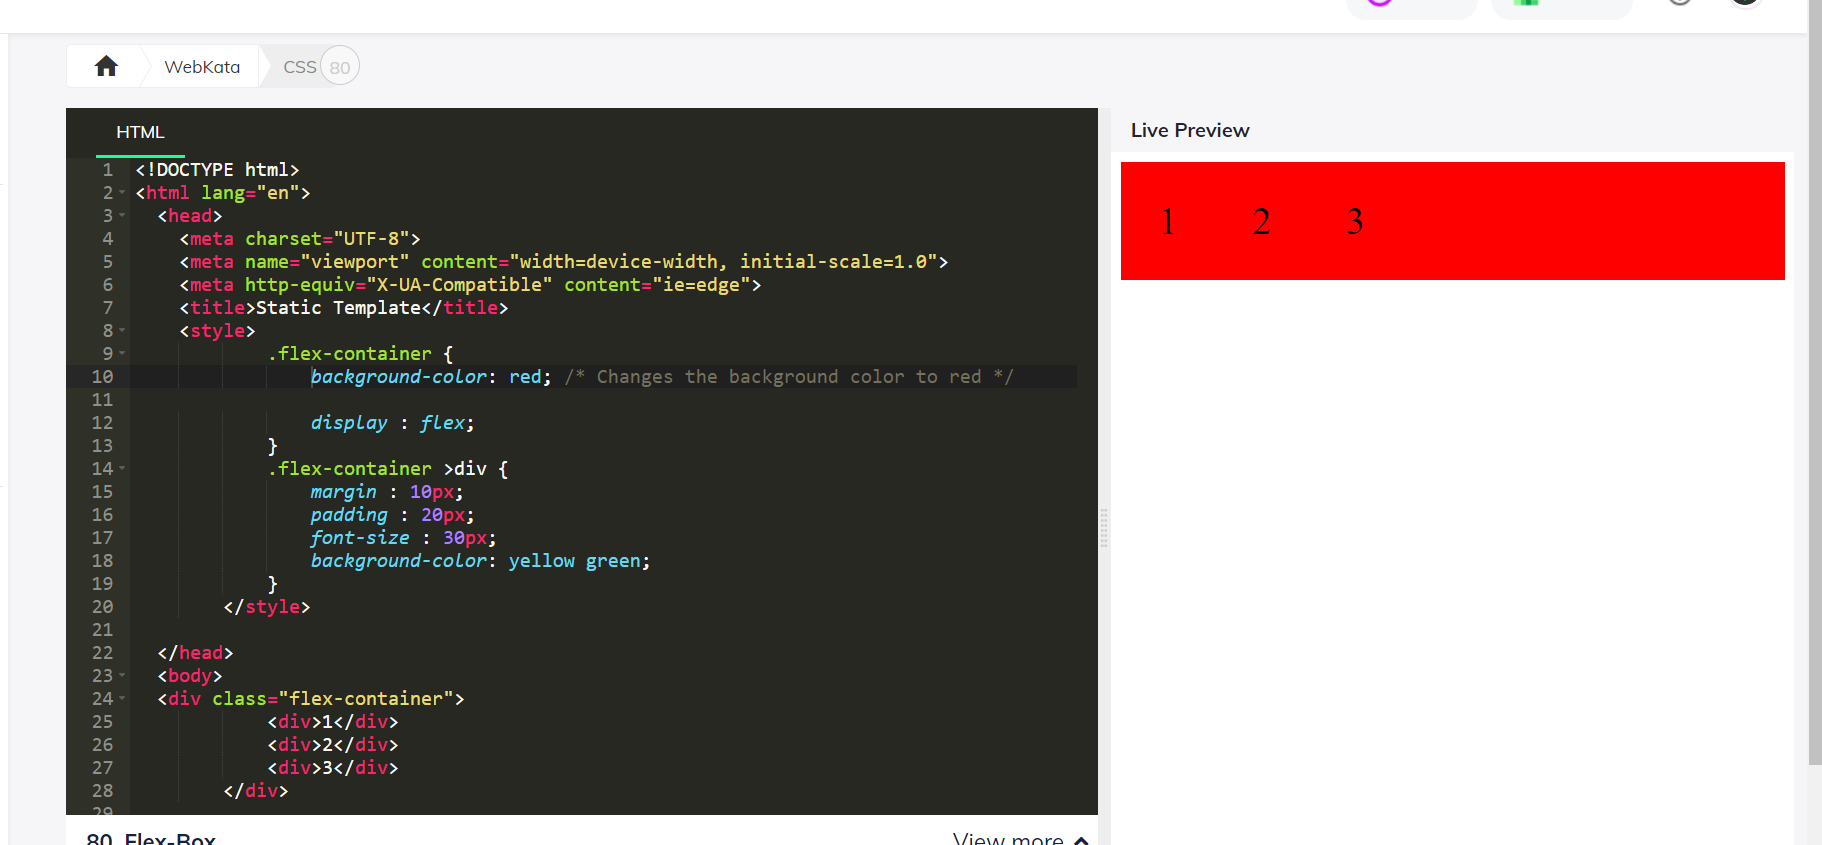 WebKata
CSS 80
HTML
1 <!DOCTYPE html>
2 <html lang="en">
3 <head>
4 <meta charset="UTF-8">
5 <meta name="viewport" content="width=device-width, initial-scale=1.0">
6 <meta http-equiv="X-UA-Compatible" content="ie=edge">
7 <title>Static Template</title>
8 <style>
9 .flex-container {
10 background-color: red; /* Changes the background color to red */
11
12 display : flex;
13 }
14 .flex-container >div {
15 margin : 10px;
16 padding : 20px;
17 font-size : 30px;
18 background-color: yellow green;
19 }
20 </style>
21
22 </head>
23 <body>
24 <div class="flex-container">
25 <div>1</div>
26 <div>2</div>
27 <div>3</div>
28 </div>
29
80. Flex-Box
View more
Live Preview
1 2 3